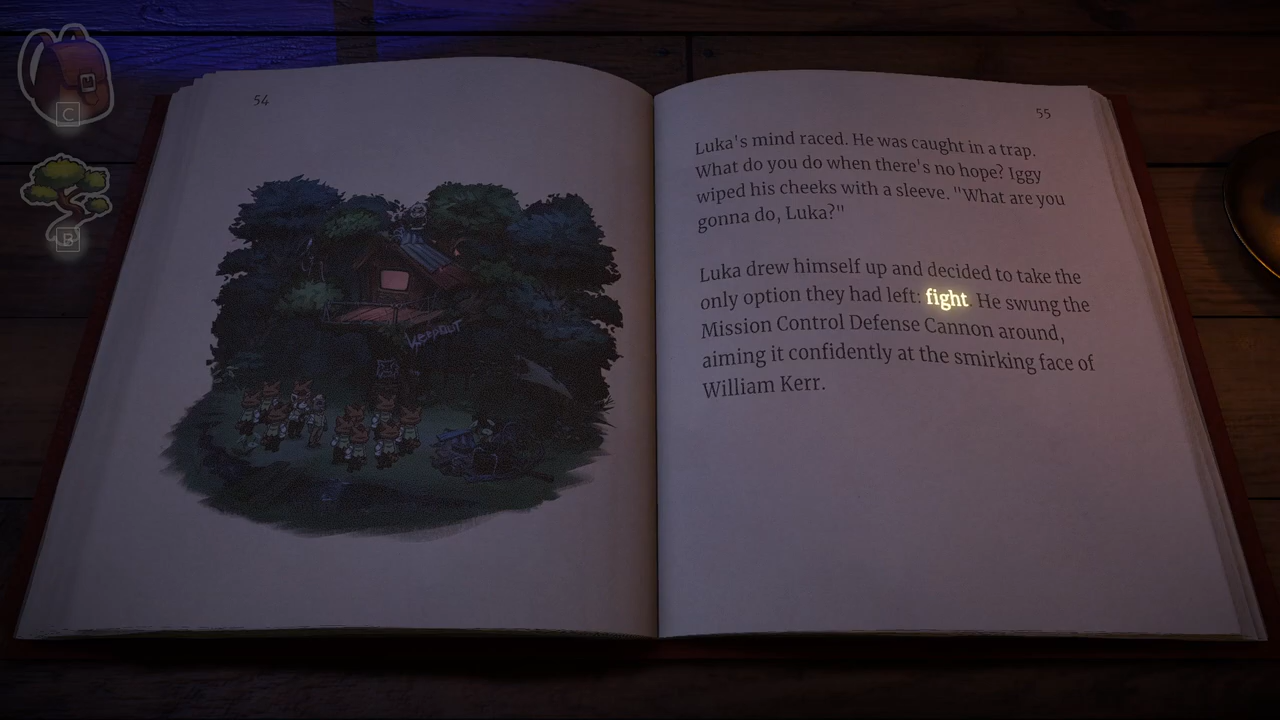 54
55
Luka's mind raced. He was caught in a trap.
What do you do when there's no hope? Iggy
wiped his cheeks with a sleeve. "What are you
gonna do, Luka?"
Luka drew himself up and decided to take the
only option they had left: fight. He swung the
Mission Control Defense Cannon around,
aiming it confidently at the smirking face of
William Kerr.
C
B
KEEP OUT